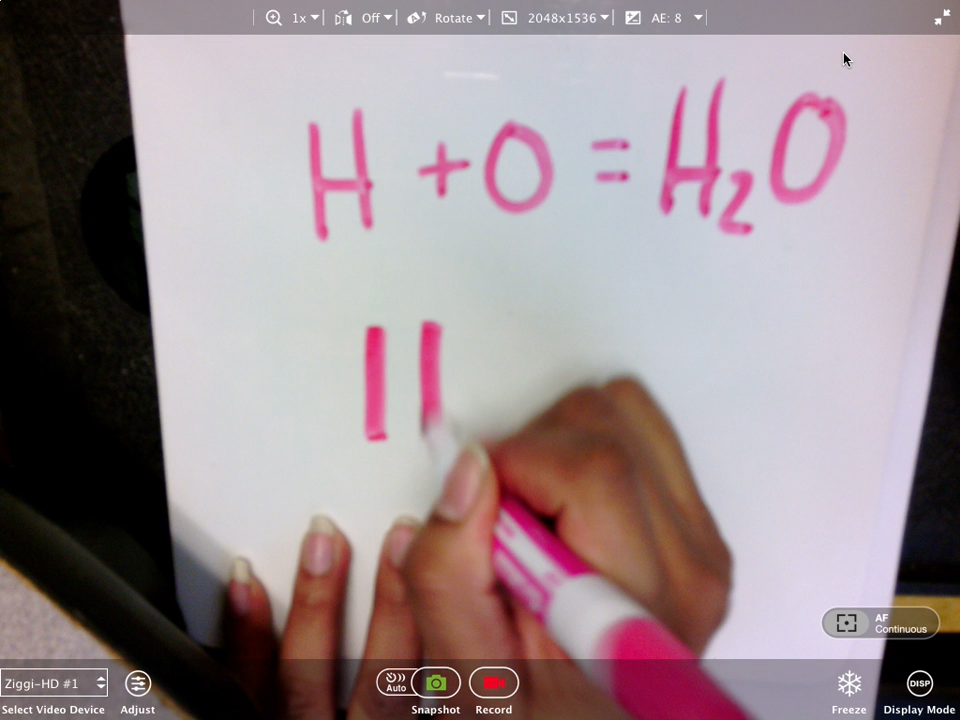 1x Off Rotate 2048x1536 AE: 8
H + O = H₂O
AF
Continuous
Ziggi-HD #1 Auto DISP
Select Video Device Adjust Snapshot Record Freeze Display Mode